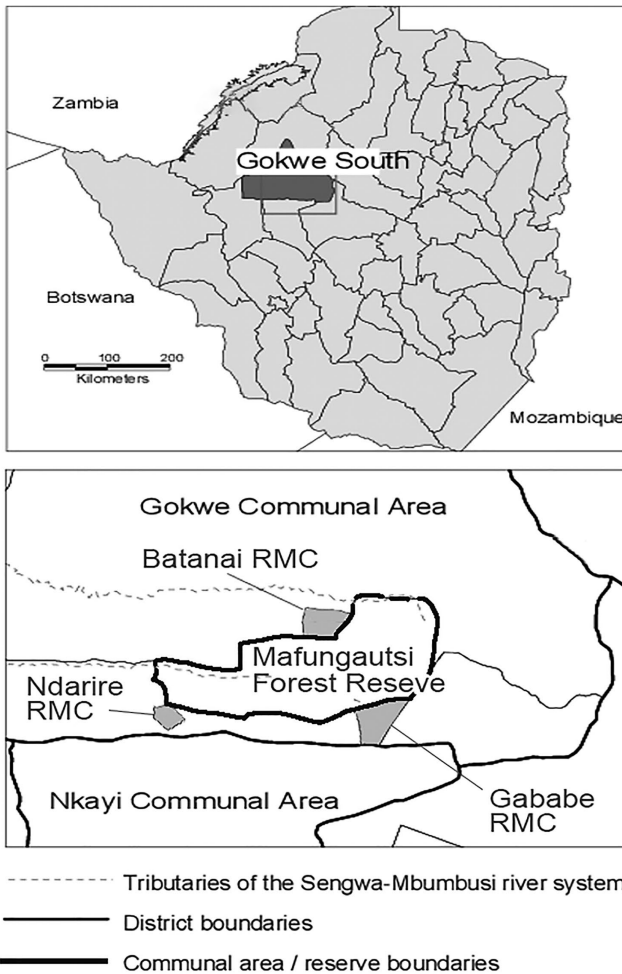 Zambia
Gokwe South
Botswana
0 100 200
Kilometers
Mozambique
Gokwe Communal Area
Batanai RMC
Mafungautsi
Forest Reseve
Ndarire
RMC
Nkayi Communal Area
Gababe
RMC
Tributaries of the Sengwa-Mbumbusi river system
District boundaries
Communal area / reserve boundaries